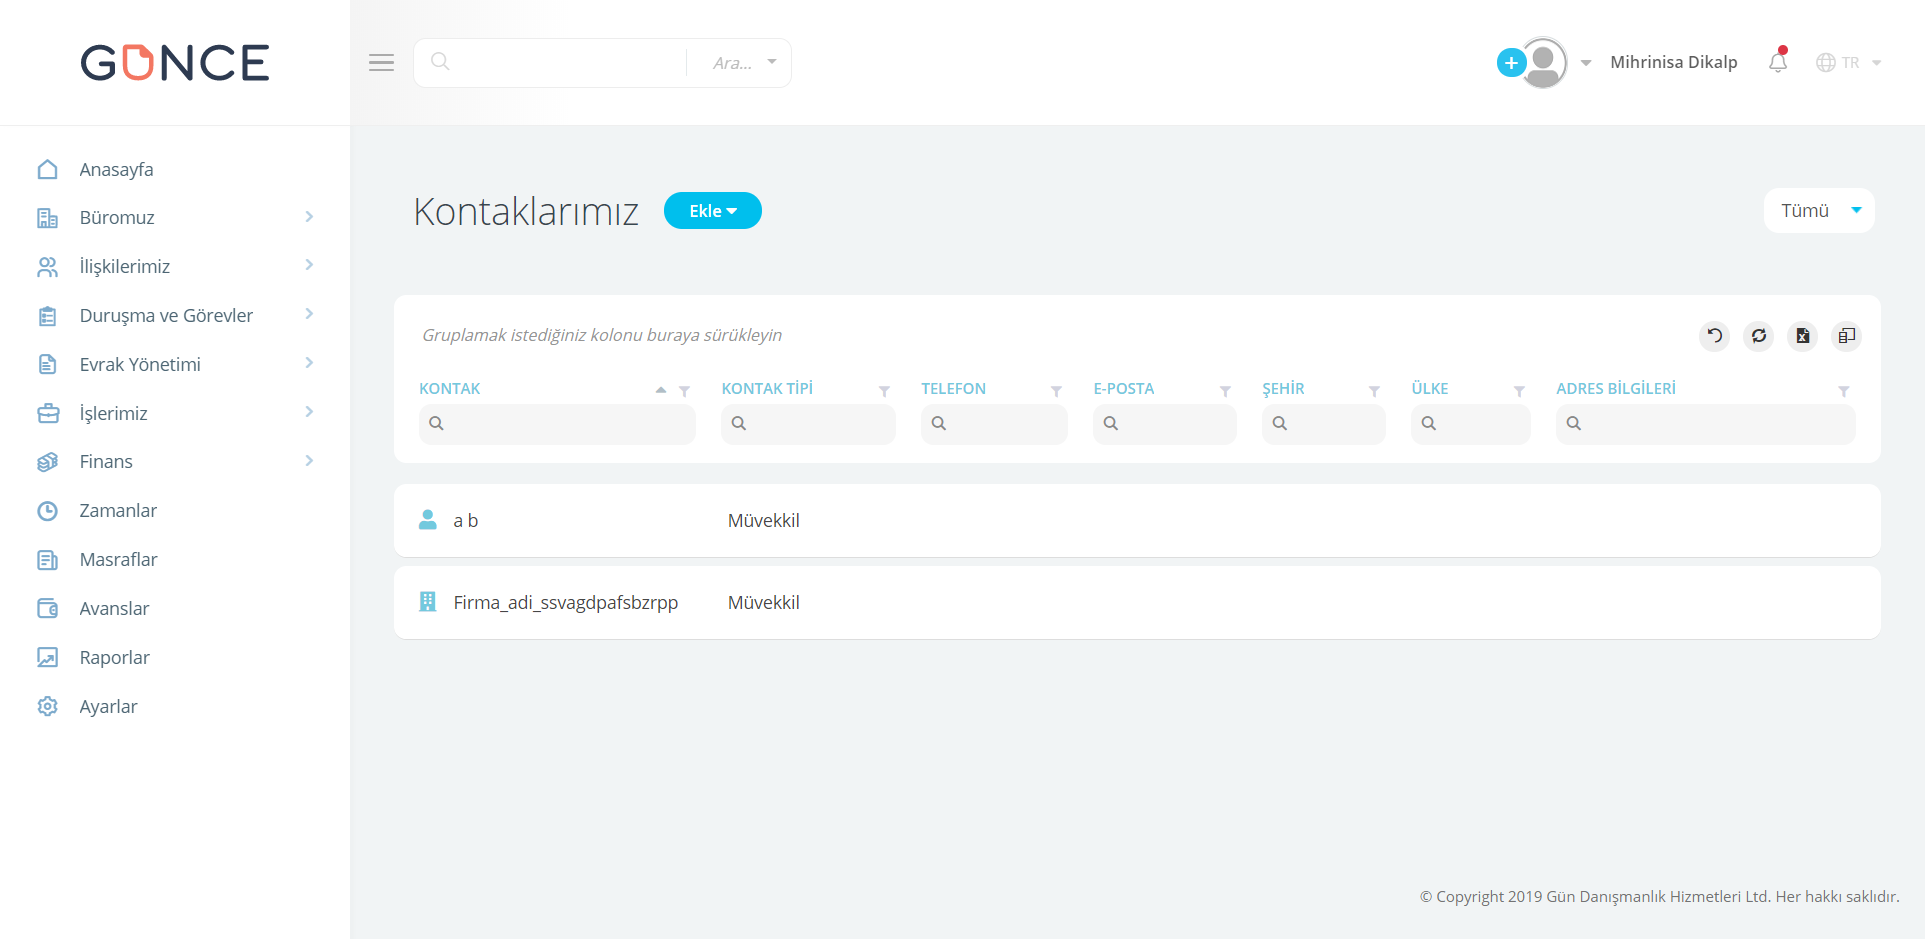 GÜNCE
Ara...
Mihrinisa Dikalp
TR
Anasayfa
Büromuz
İlişkilerimiz
Duruşma ve Görevler
Evrak Yönetimi
İşlerimiz
Finans
Zamanlar
Masraflar
Avanslar
Raporlar
Ayarlar
Kontaklarımız
Ekle
Tümü
Gruplamak istediğiniz kolonu buraya sürükleyin
KONTAK KONTAK TİPİ TELEFON E-POSTA ŞEHİR ÜLKE ADRES BİLGİLERİ
a b Müvekkil
Firma_adi_ssvagdpafsbzrpp Müvekkil
© Copyright 2019 Gün Danışmanlık Hizmetleri Ltd. Her hakkı saklıdır.